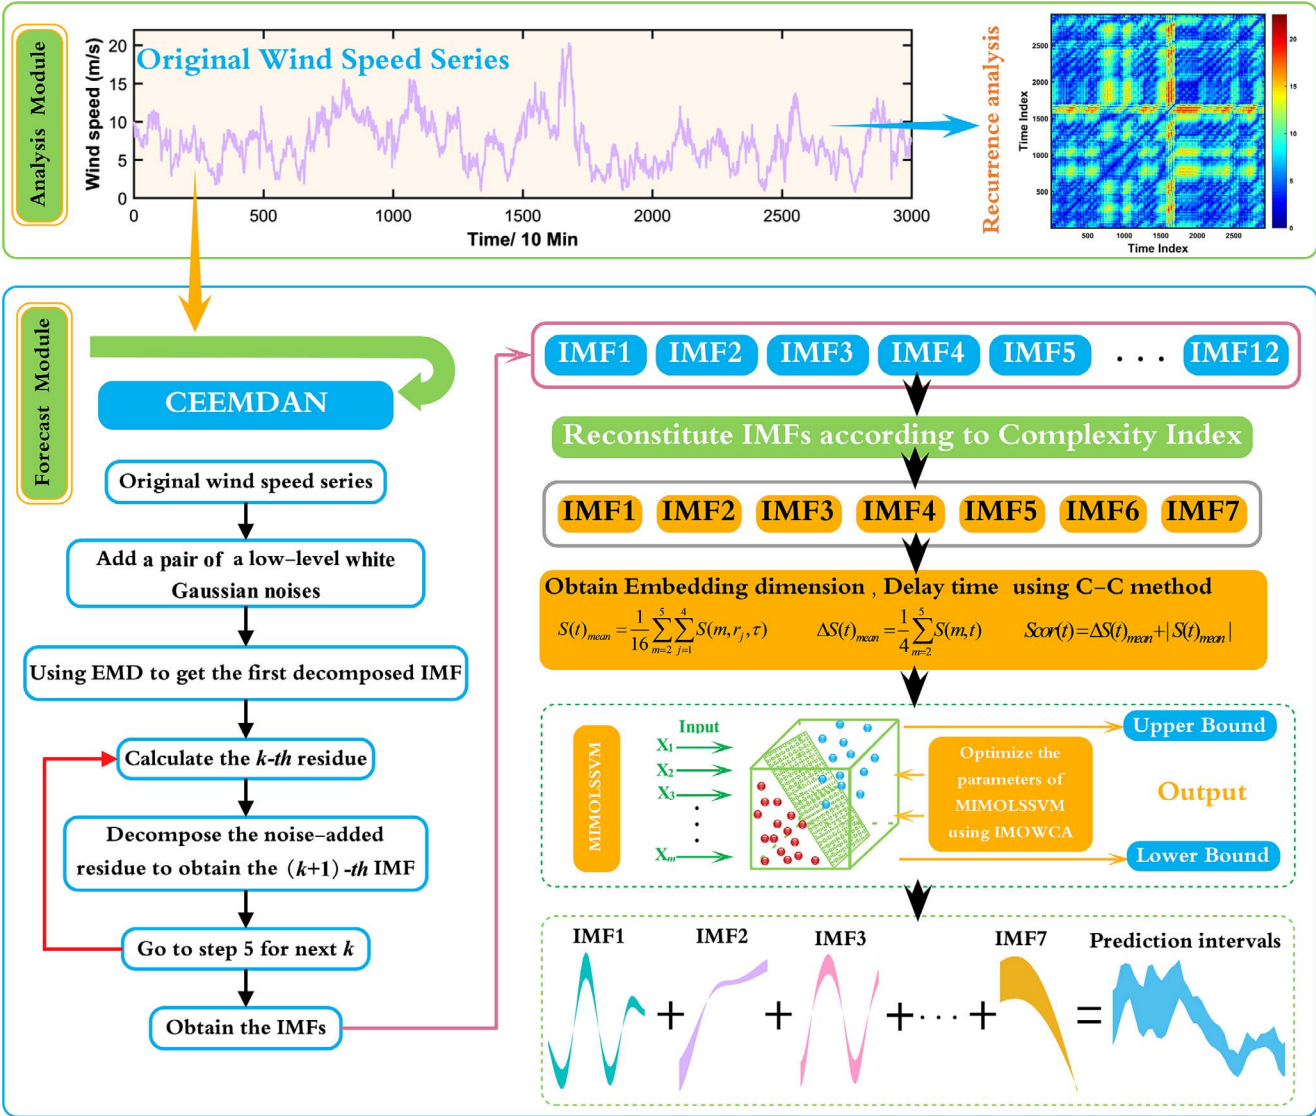 Analysis Module
Original Wind Speed Series
Wind speed (m/s)
20
15
10
5
0
0 500 1000 1500 2000 2500 3000
Time/ 10 Min
Recurrence analysis
Time Index
2500
2000
1500
1000
500
500 1000 1500 2000 2500
Time Index
20
15
10
5
0
Forecast Module
CEEMDAN
Original wind speed series
Add a pair of a low-level white
Gaussian noises
Using EMD to get the first decomposed IMF
Calculate the k-th residue
Decompose the noise-added
residue to obtain the (k+1)-th IMF
Go to step 5 for next k
Obtain the IMFs
IMF1 IMF2 IMF3 IMF4 IMF5 . . . IMF12
Reconstitute IMFs according to Complexity Index
IMF1 IMF2 IMF3 IMF4 IMF5 IMF6 IMF7
Obtain Embedding dimension , Delay time using C-C method
S(t)_{mean} = \frac{1}{16} \sum_{m=2}^{5} \sum_{j=1}^{4} S(m, r_j, τ) ΔS(t)_{mean} = \frac{1}{4} \sum_{m=2}^{5} S(m, t) Scor(t) = ΔS(t)_{mean} + |S(t)_{mean}|
MIMOLSSVM
Input
X₁
X₂
X₃
Xₘ
Upper Bound
Optimize the
parameters of
MIMOLSSVM
using IMOWCA
Output
Lower Bound
IMF1 IMF2 IMF3 IMF7 Prediction intervals
+ + + . . . + =